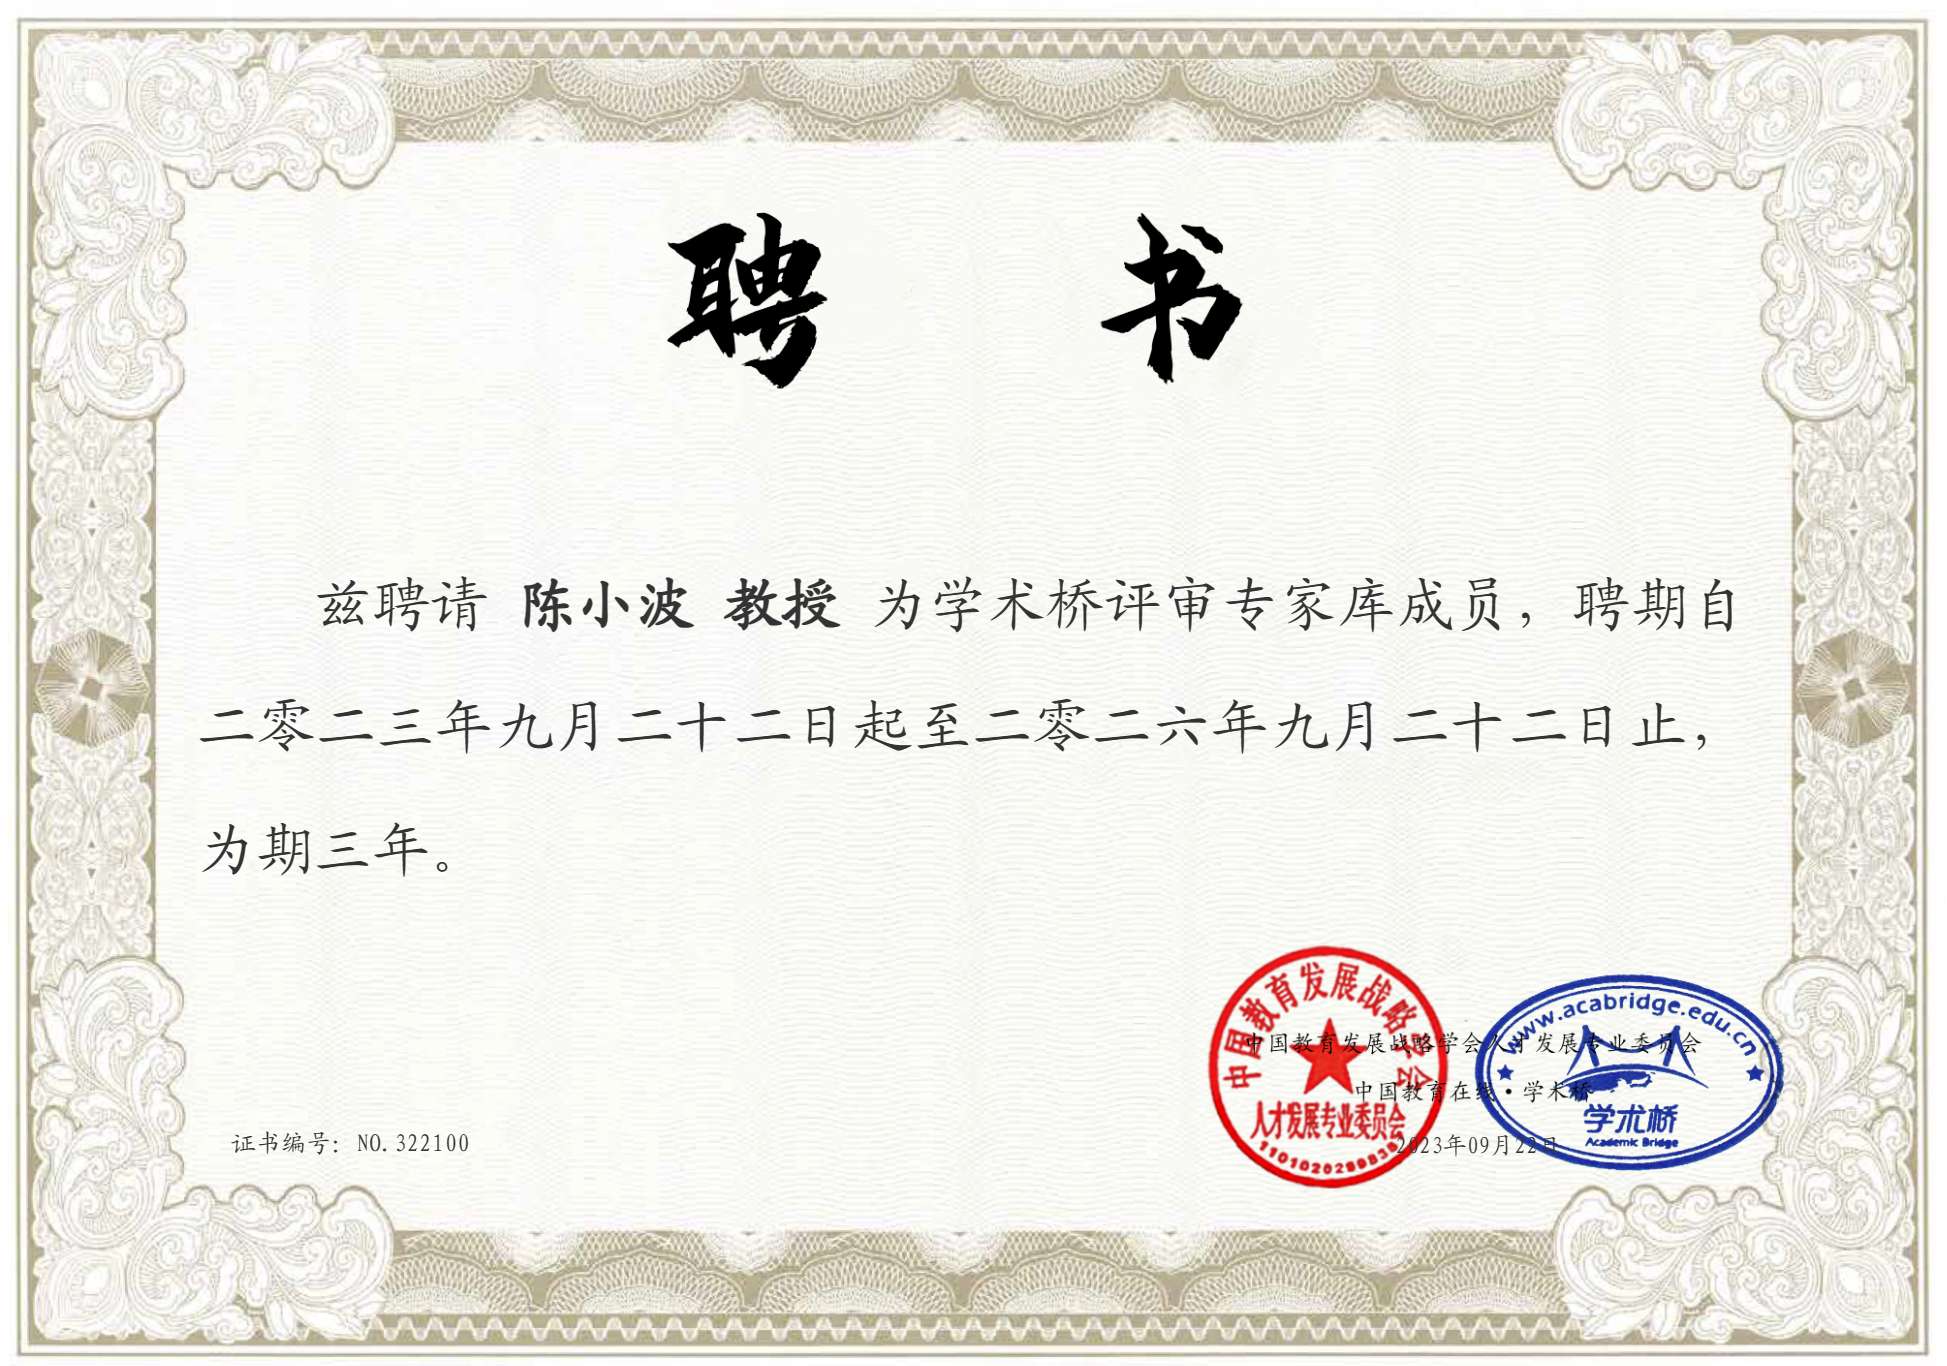 聘 书
兹聘请 陈小波 教授 为学术桥评审专家库成员，聘期自
二零二三年九月二十二日起至二零二六年九月二十二日止，
为期三年。
中国教育发展战略学会
人才发展专业委员会
www.acabridge.edu.cn
学术桥
Academic Bridge
中国教育发展战略学会人才发展专业委员会
中国教育在线·学术桥
2023年09月22日
证书编号：NO.322100